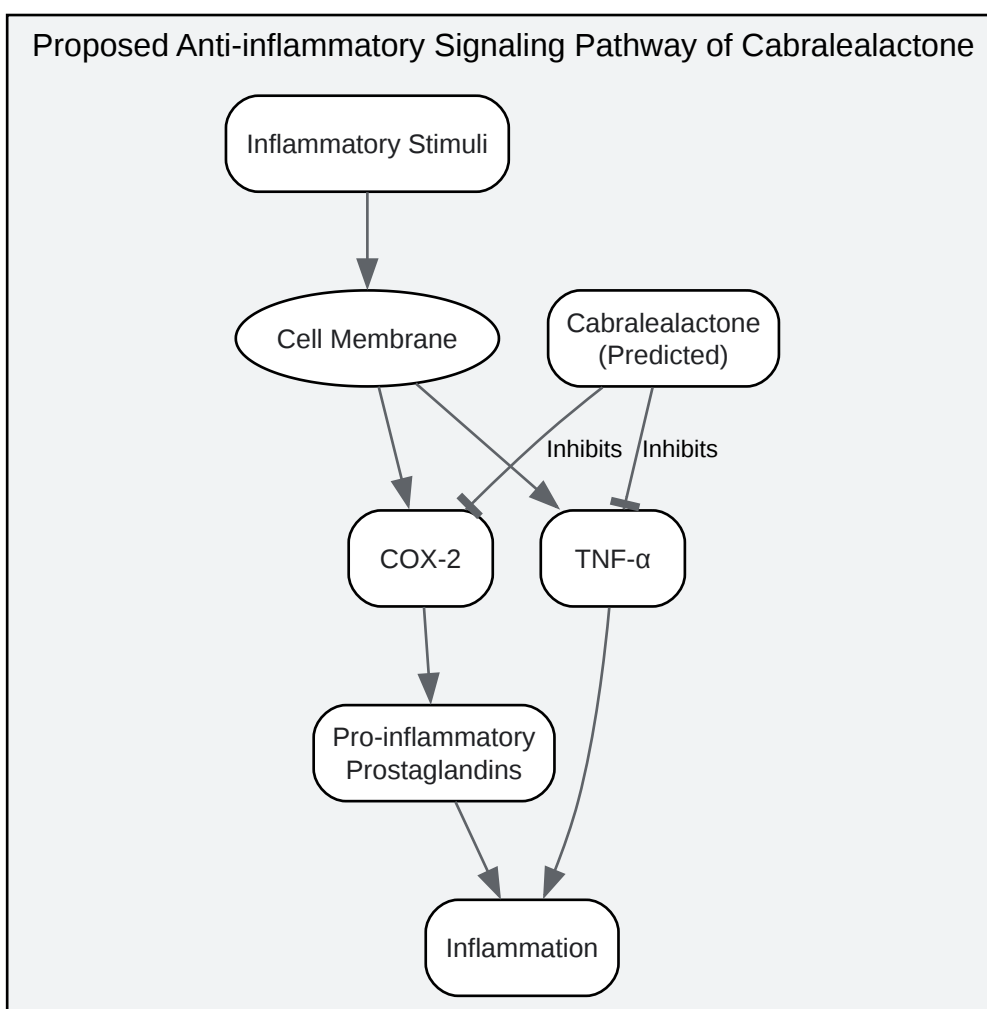 Proposed Anti-inflammatory Signaling Pathway of Cabralealactone
Inflammatory Stimuli
Cell Membrane
Cabralealactone
(Predicted)
Inhibits
Inhibits
COX-2
TNF-α
Pro-inflammatory
Prostaglandins
Inflammation